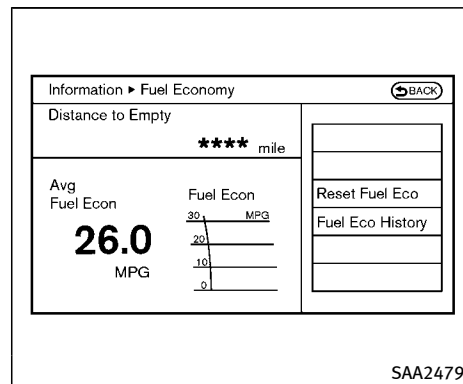 Information ▸ Fuel Economy
BACK
Distance to Empty
**** mile
Avg
Fuel Econ
26.0
MPG
Fuel Econ
30 MPG
20
10
0
Reset Fuel Eco
Fuel Eco History
SAA2479